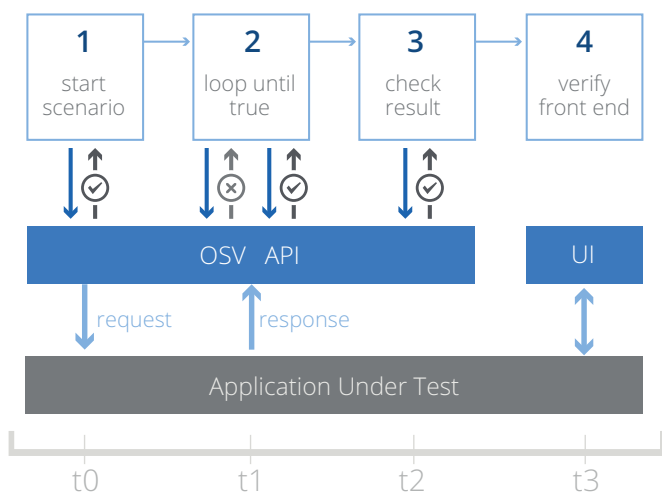 1
start
scenario
2
loop until
true
3
check
result
4
verify
front end
OSV API
UI
request
response
Application Under Test
t0
t1
t2
t3